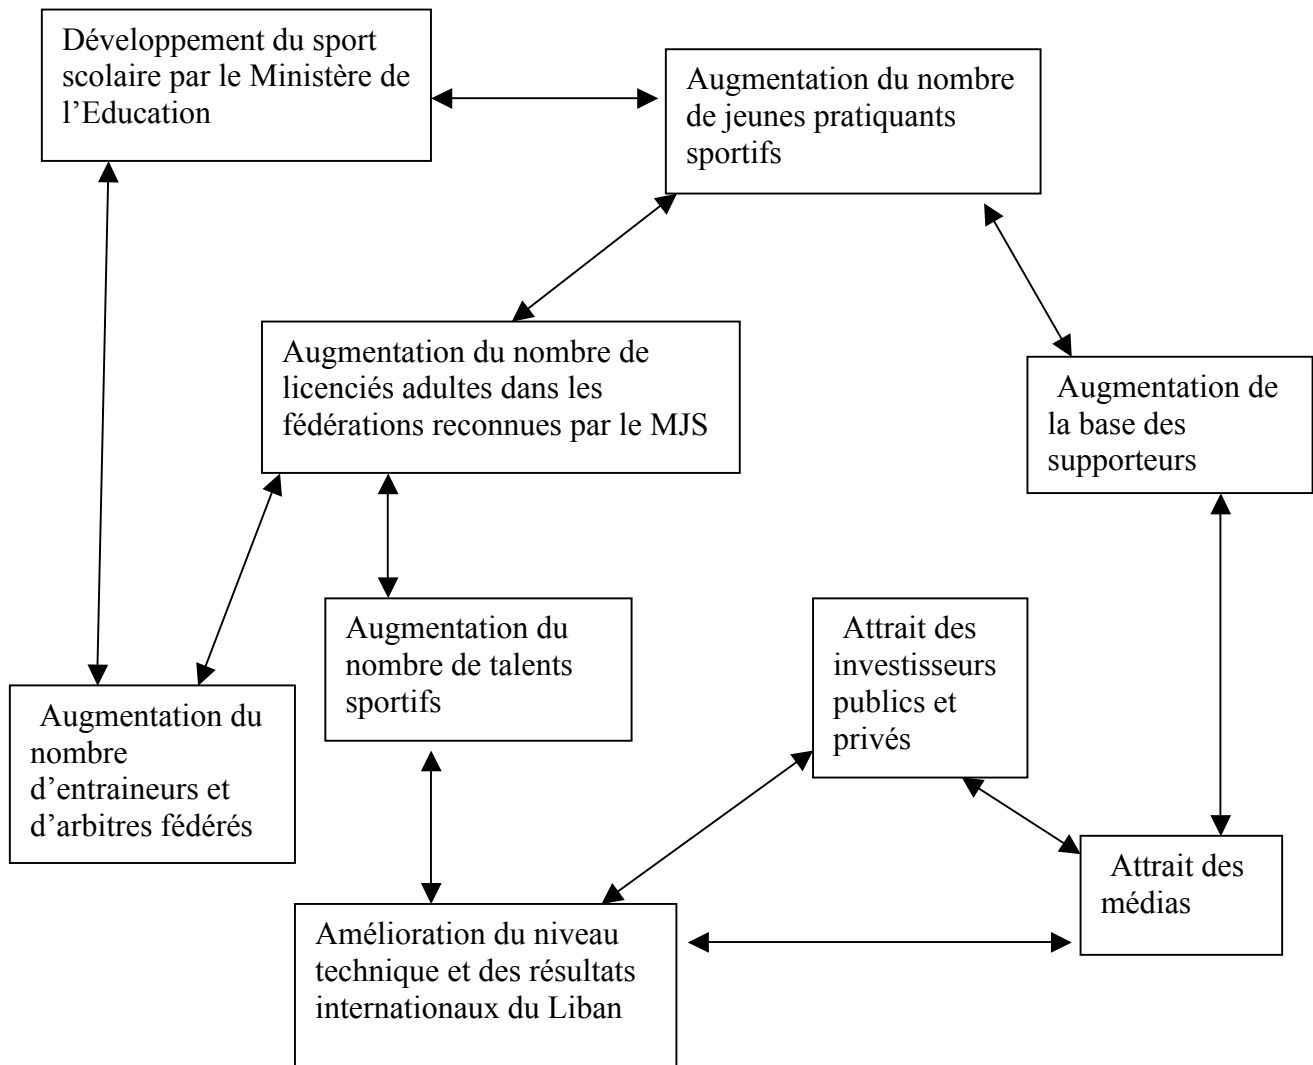 Développement du sport
scolaire par le Ministère de
l’Education
Augmentation du nombre
de jeunes pratiquants
sportifs
Augmentation du nombre de
licenciés adultes dans les
fédérations reconnues par le MJS
Augmentation de
la base des
supporteurs
Augmentation du
nombre de talents
sportifs
Attrait des
investisseurs
publics et
privés
Augmentation du
nombre
d’entraineurs et
d’arbitres fédérés
Attrait des
médias
Amélioration du niveau
technique et des résultats
internationaux du Liban